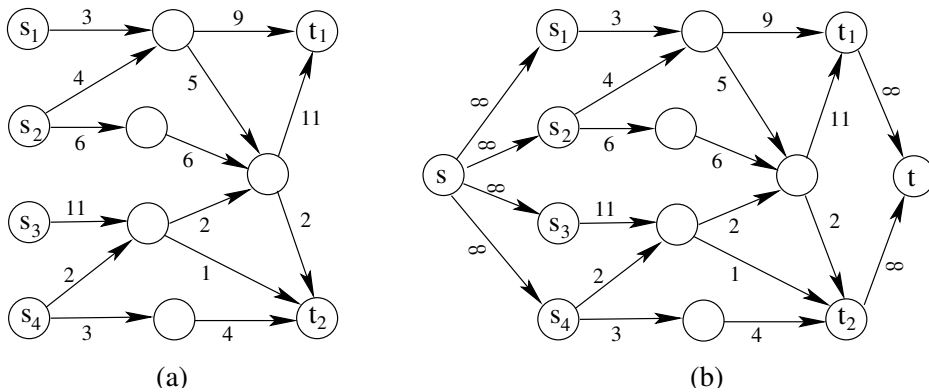 s₁ 3 9 t₁
4 5 11
s₂ 6 6
s₃ 11 2 2
2 1
s₄ 3 4 t₂
(a)
s₁ 3 9 t₁
∞ 4 5 11 ∞
∞ s₂ 6 6
s t
∞ s₃ 11 2 2
∞ 2 1 ∞
s₄ 3 4 t₂
(b)